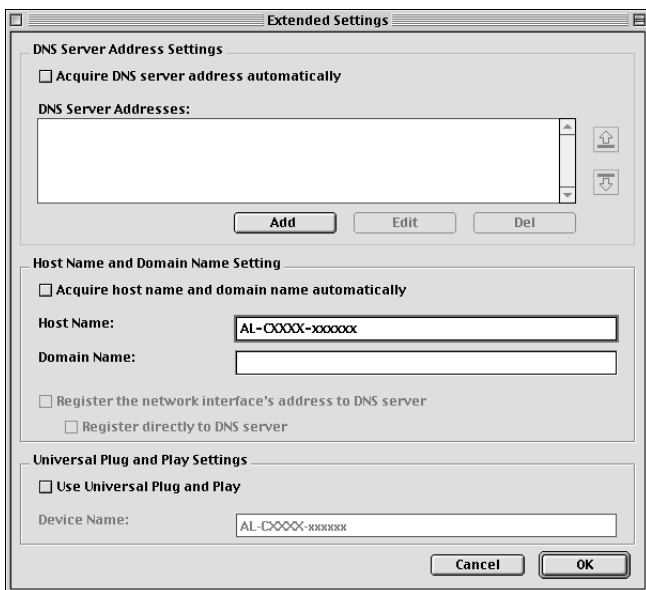 Extended Settings
DNS Server Address Settings
Acquire DNS server address automatically
DNS Server Addresses:
Add Edit Del
Host Name and Domain Name Setting
Acquire host name and domain name automatically
Host Name: AL-CXXXX-xxxxxx
Domain Name:
Register the network interface's address to DNS server
Register directly to DNS server
Universal Plug and Play Settings
Use Universal Plug and Play
Device Name: AL-CXXXX-xxxxxx
Cancel OK